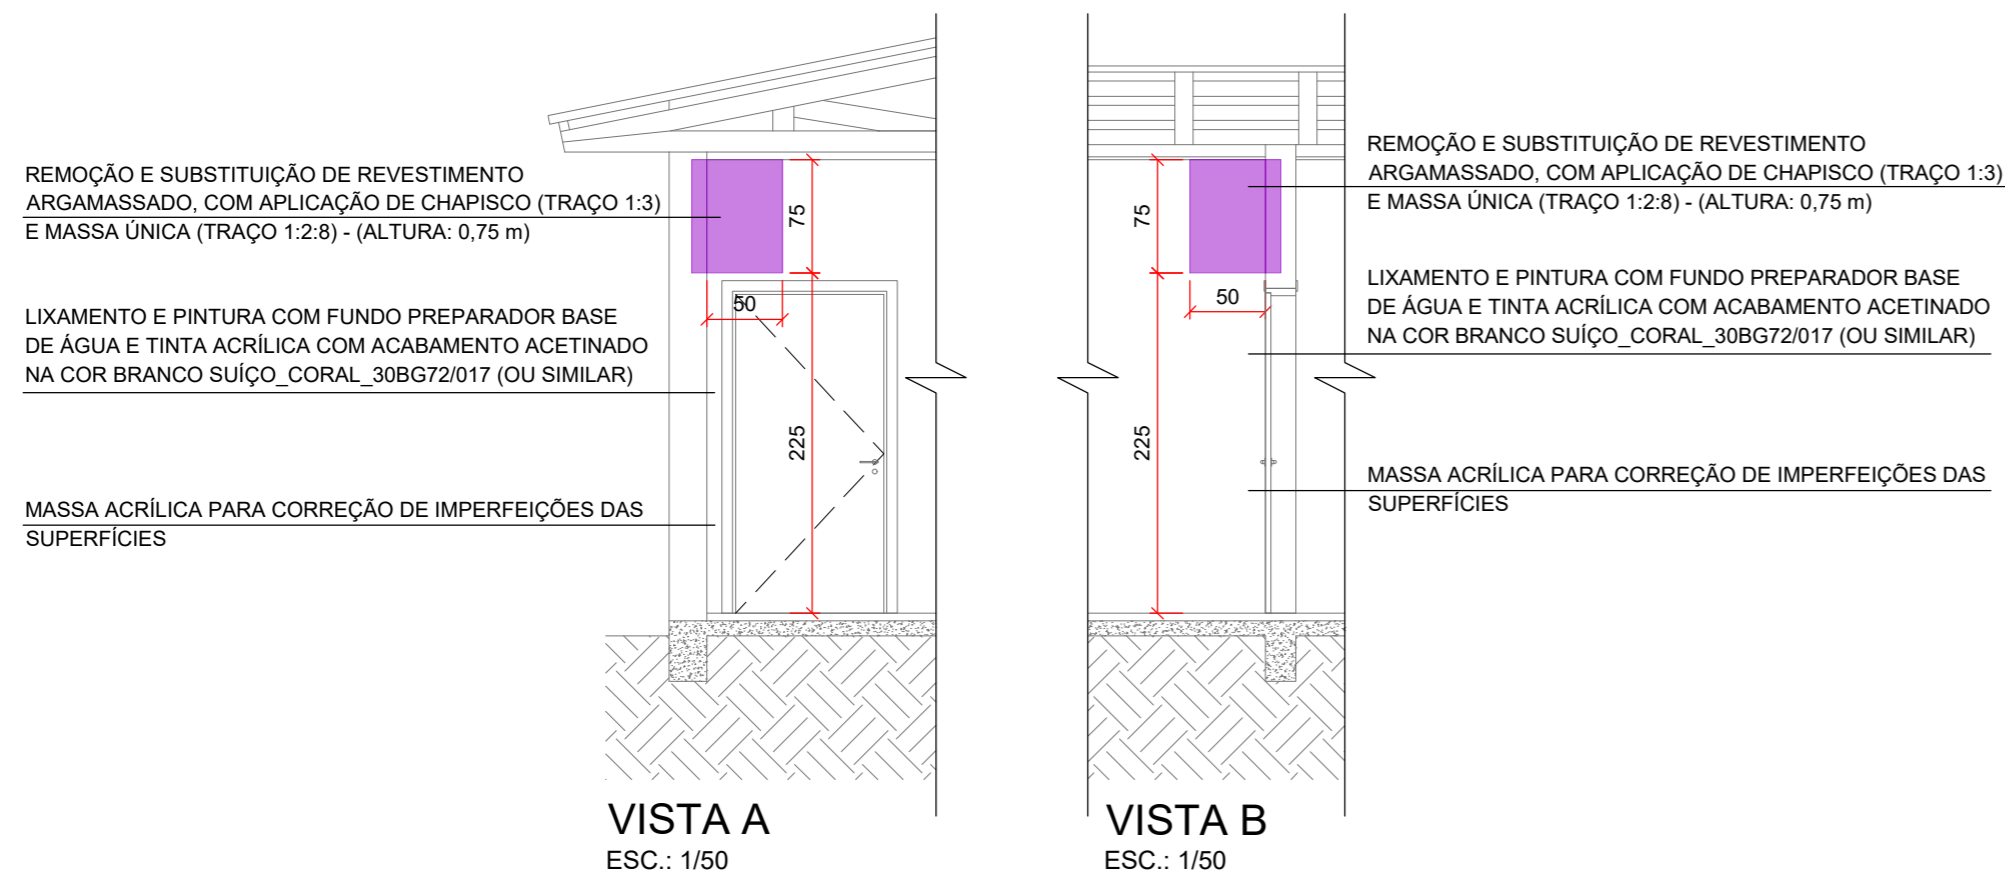 REMOÇÃO E SUBSTITUIÇÃO DE REVESTIMENTO
ARGAMASSADO, COM APLICAÇÃO DE CHAPISCO (TRAÇO 1:3)
E MASSA ÚNICA (TRAÇO 1:2:8) - (ALTURA: 0,75 m)
LIXAMENTO E PINTURA COM FUNDO PREPARADOR BASE
DE ÁGUA E TINTA ACRÍLICA COM ACABAMENTO ACETINADO
NA COR BRANCO SUÍÇO_CORAL_30BG72/017 (OU SIMILAR)
MASSA ACRÍLICA PARA CORREÇÃO DE IMPERFEIÇÕES DAS
SUPERFÍCIES
75
50
225
VISTA A
ESC.: 1/50
75
50
225
VISTA B
ESC.: 1/50
REMOÇÃO E SUBSTITUIÇÃO DE REVESTIMENTO
ARGAMASSADO, COM APLICAÇÃO DE CHAPISCO (TRAÇO 1:3)
E MASSA ÚNICA (TRAÇO 1:2:8) - (ALTURA: 0,75 m)
LIXAMENTO E PINTURA COM FUNDO PREPARADOR BASE
DE ÁGUA E TINTA ACRÍLICA COM ACABAMENTO ACETINADO
NA COR BRANCO SUÍÇO_CORAL_30BG72/017 (OU SIMILAR)
MASSA ACRÍLICA PARA CORREÇÃO DE IMPERFEIÇÕES DAS
SUPERFÍCIES